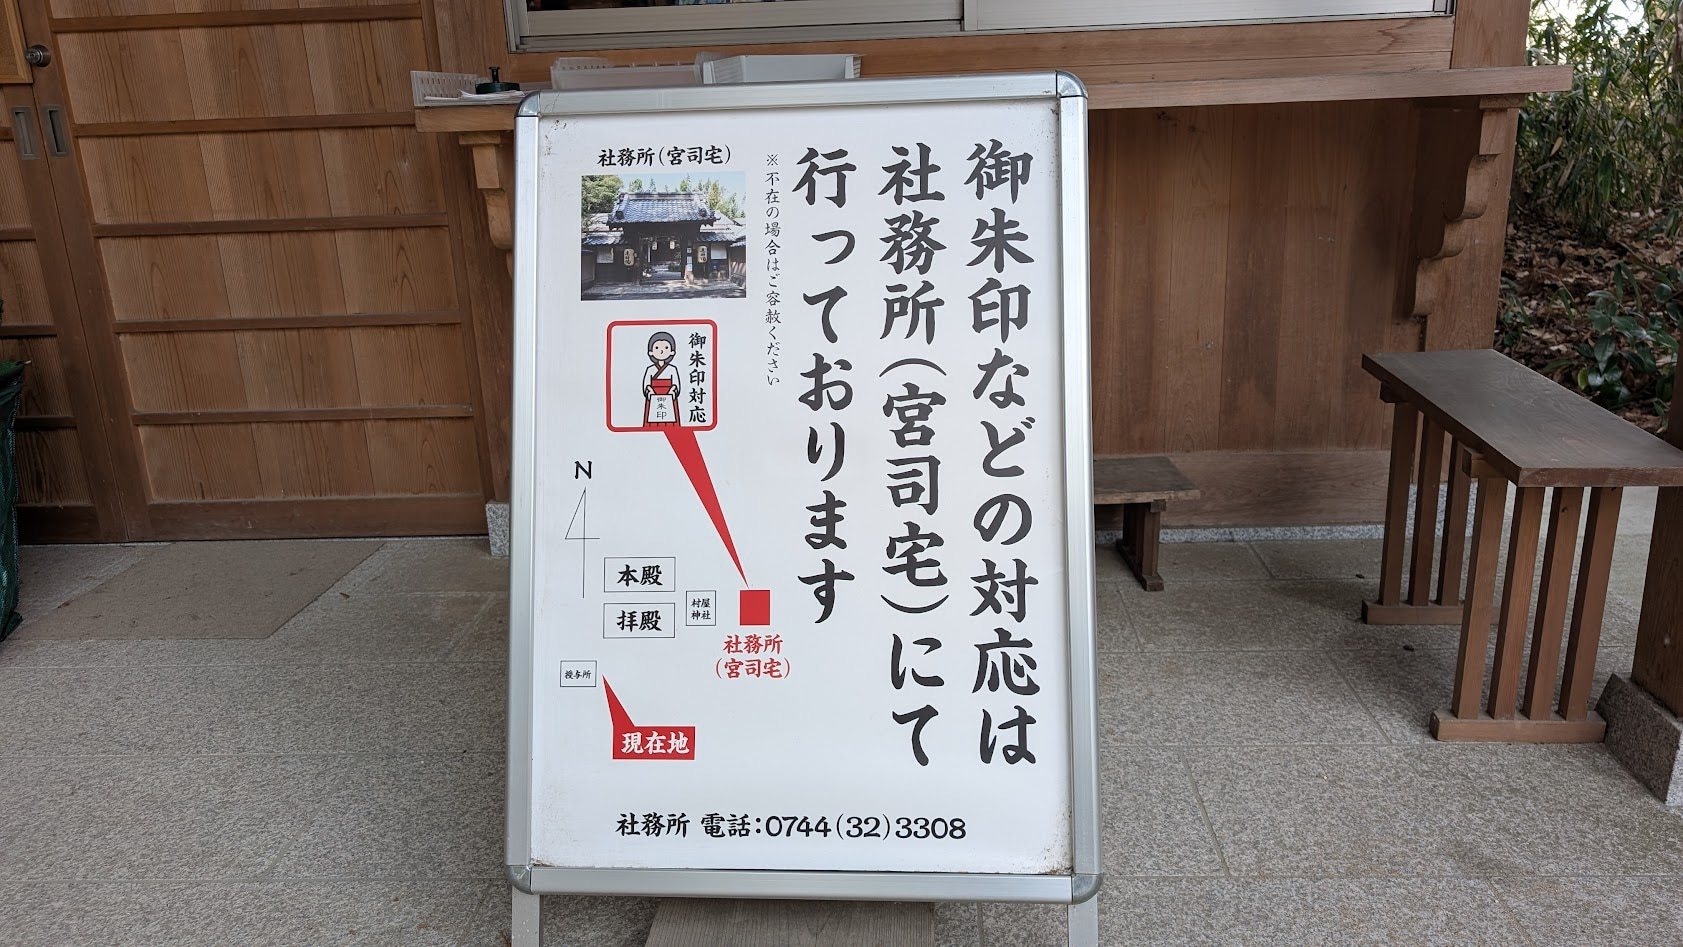 御朱印などの対応は
社務所(宮司宅)にて
行っております
※不在の場合はご容赦ください
社務所(宮司宅)
御朱印対応
御朱印
N
本殿
拝殿
村屋
神社
社務所
(宮司宅)
授与所
現在地
社務所 電話:0744(32)3308